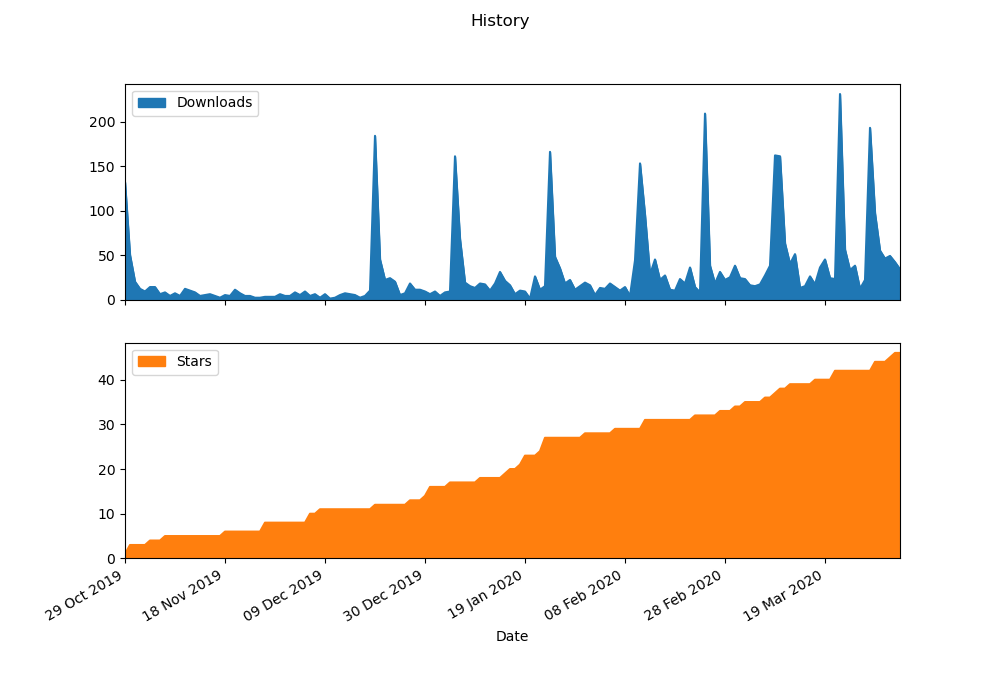 History
Downloads
200
150
100
50
0
Stars
40
30
20
10
0
29 Oct 2019
18 Nov 2019
09 Dec 2019
30 Dec 2019
19 Jan 2020
08 Feb 2020
28 Feb 2020
19 Mar 2020
Date